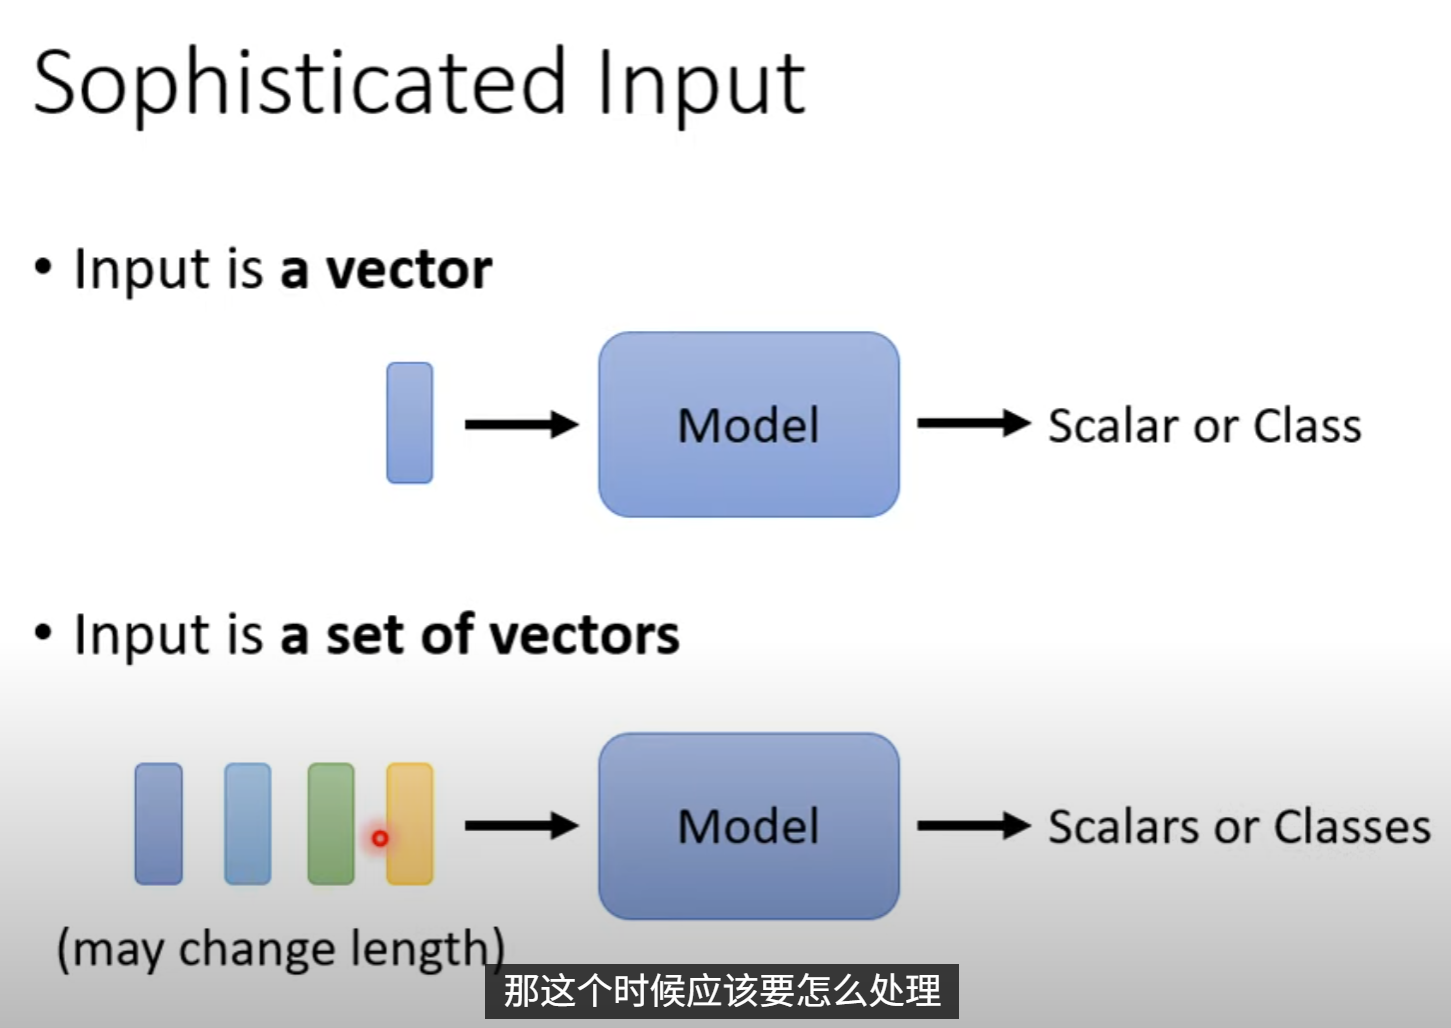 Sophisticated Input
• Input is a vector
Model
Scalar or Class
• Input is a set of vectors
Model
Scalars or Classes
(may change length)
那这个时候应该要怎么处理